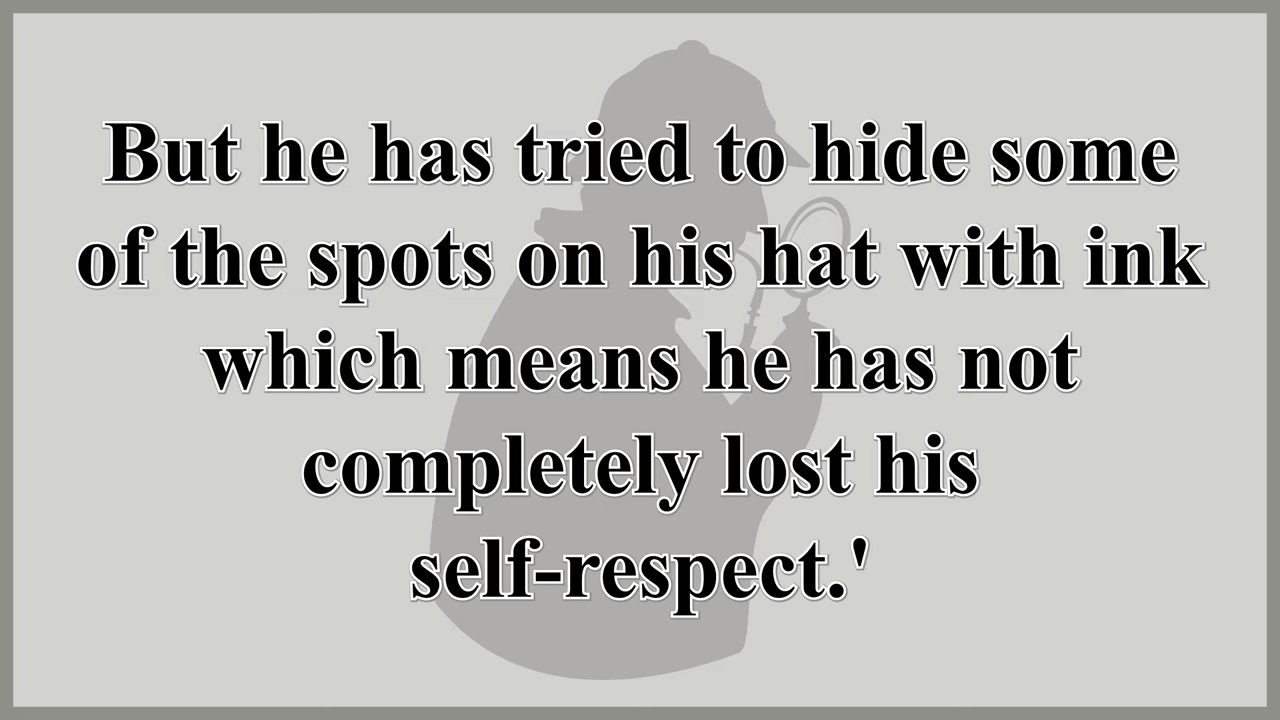 But he has tried to hide some
of the spots on his hat with ink
which means he has not
completely lost his
self-respect.'